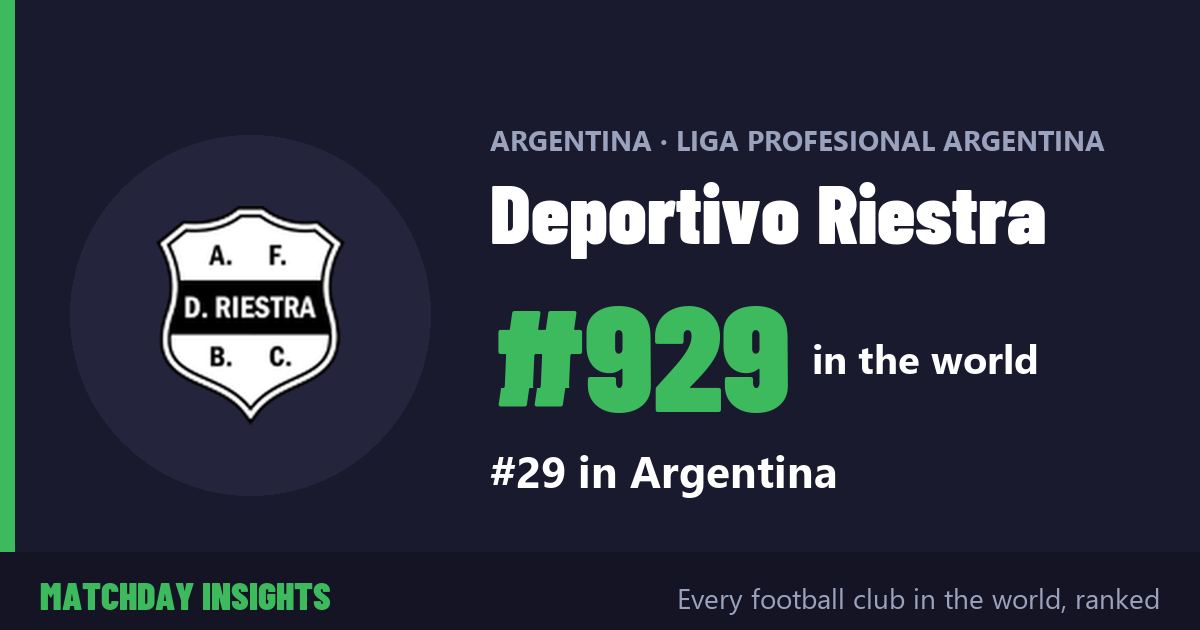 ARGENTINA · LIGA PROFESIONAL ARGENTINA
Deportivo Riestra
A. F.
D. RIESTRA
B. C.
#929 in the world
#29 in Argentina
MATCHDAY INSIGHTS
Every football club in the world, ranked